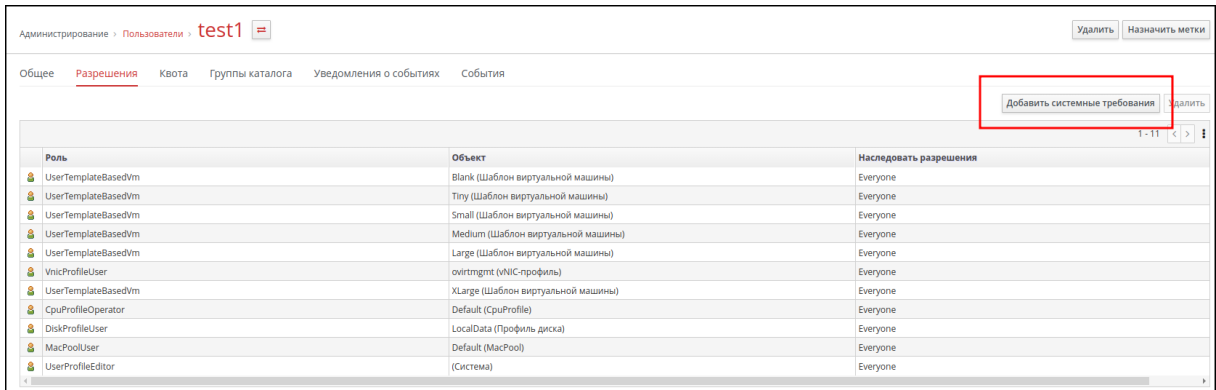 Администрирование › Пользователи › test1
Удалить Назначить метки
Общее Разрешения Квота Группы каталога Уведомления о событиях События
Добавить системные требования Удалить
1 - 11 < >
Роль Объект Наследовать разрешения
UserTemplateBasedVm Blank (Шаблон виртуальной машины) Everyone
UserTemplateBasedVm Tiny (Шаблон виртуальной машины) Everyone
UserTemplateBasedVm Small (Шаблон виртуальной машины) Everyone
UserTemplateBasedVm Medium (Шаблон виртуальной машины) Everyone
UserTemplateBasedVm Large (Шаблон виртуальной машины) Everyone
VnicProfileUser ovirtmgmt (vNIC-профиль) Everyone
UserTemplateBasedVm XLarge (Шаблон виртуальной машины) Everyone
CpuProfileOperator Default (CpuProfile) Everyone
DiskProfileUser LocalData (Профиль диска) Everyone
MacPoolUser Default (MacPool) Everyone
UserProfileEditor (Система) Everyone